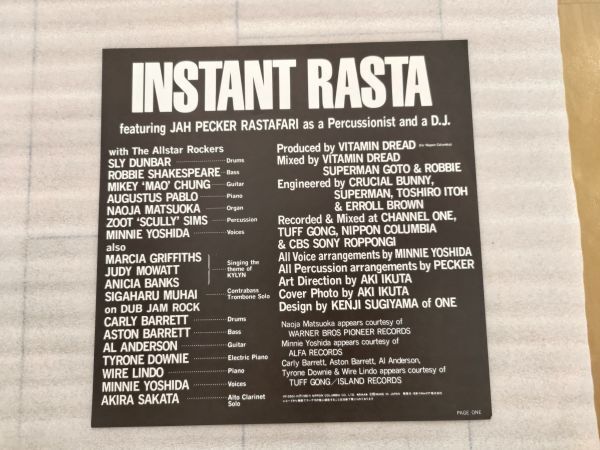 INSTANT RASTA
featuring JAH PECKER RASTAFARI as a Percussionist and a D.J.
with The Allstar Rockers
SLY DUNBAR Drums
ROBBIE SHAKESPEARE Bass
MIKEY 'MAO' CHUNG Guitar
AUGUSTUS PABLO Piano
NAOJA MATSUOKA Organ
ZOOT 'SCULLY' SIMS Percussion
MINNIE YOSHIDA Voices
also
MARCIA GRIFFITHS
JUDY MOWATT
ANICIA BANKS
Singing the
theme of
KYLYN
SIGAHARU MUHAI Contrabass
Trombone Solo
on DUB JAM ROCK
CARLY BARRETT Drums
ASTON BARRETT Bass
AL ANDERSON Guitar
TYRONE DOWNIE Electric Piano
WIRE LINDO Piano
MINNIE YOSHIDA Voices
AKIRA SAKATA Alto Clarinet
Solo
Produced by VITAMIN DREAD (for Nippon Columbia)
Mixed by VITAMIN DREAD
SUPERMAN GOTO & ROBBIE
Engineered by CRUCIAL BUNNY,
SUPERMAN, TOSHIRO ITOH
& ERROLL BROWN
Recorded & Mixed at CHANNEL ONE,
TUFF GONG, NIPPON COLUMBIA
& CBS SONY ROPPONGI
All Voice arrangements by MINNIE YOSHIDA
All Percussion arrangements by PECKER
Art Direction by AKI IKUTA
Cover Photo by AKI IKUTA
Design by KENJI SUGIYAMA of ONE
Naoja Matsuoka appears courtesy of
WARNER BROS PIONEER RECORDS
Minnie Yoshida appears courtesy of
ALFA RECORDS
Carly Barrett, Aston Barrett, Al Anderson,
Tyrone Downie & Wire Lindo appears courtesy of
TUFF GONG/ISLAND RECORDS
PAGE ONE